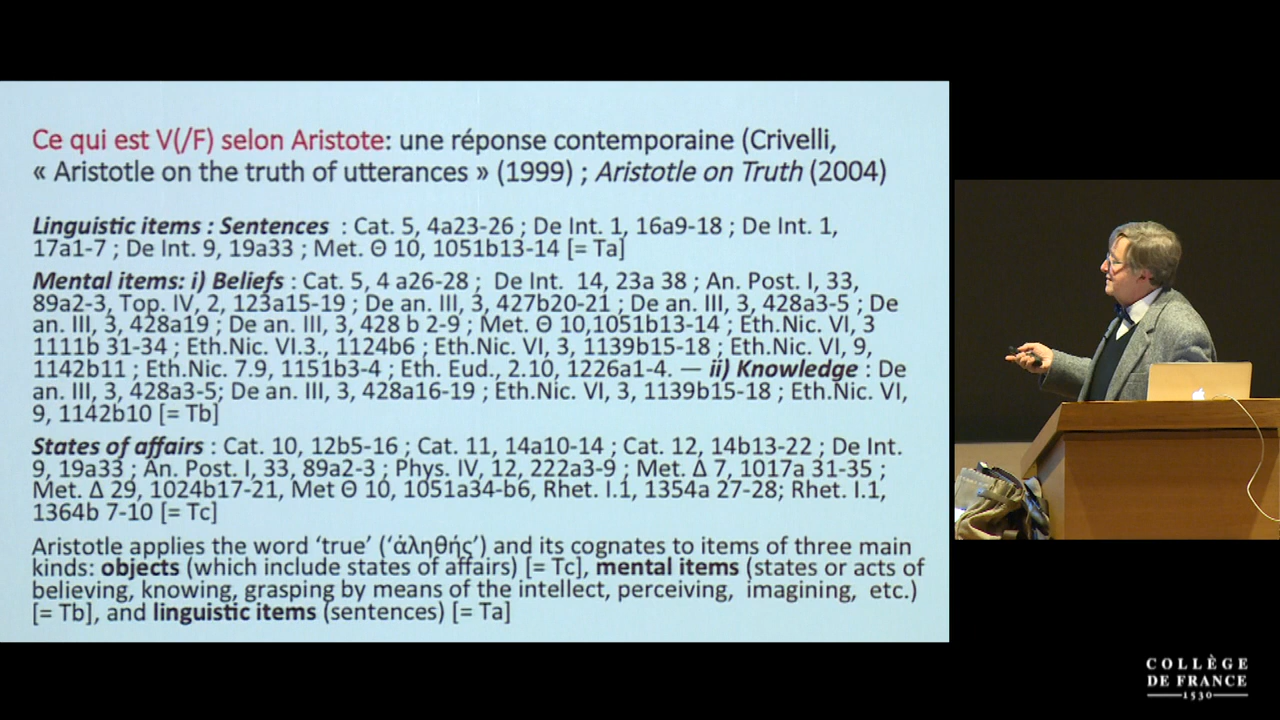 Ce qui est V(/F) selon Aristote: une réponse contemporaine (Crivelli,
« Aristotle on the truth of utterances » (1999) ; Aristotle on Truth (2004)
Linguistic items : Sentences : Cat. 5, 4a23-26 ; De Int. 1, 16a9-18 ; De Int. 1,
17a1-7 ; De Int. 9, 19a33 ; Met. Θ 10, 1051b13-14 [= Ta]
Mental items: i) Beliefs : Cat. 5, 4 a26-28 ; De Int. 14, 23a 38 ; An. Post. I, 33,
89a2-3, Top. IV, 2, 123a15-19 ; De an. III, 3, 427b20-21 ; De an. III, 3, 428a3-5 ; De
an. III, 3, 428a19 ; De an. III, 3, 428 b 2-9 ; Met. Θ 10,1051b13-14 ; Eth.Nic. VI, 3
1111b 31-34 ; Eth.Nic. VI.3., 1124b6 ; Eth.Nic. VI, 3, 1139b15-18 ; Eth.Nic. VI, 9,
1142b11 ; Eth.Nic. 7.9, 1151b3-4 ; Eth. Eud., 2.10, 1226a1-4. — ii) Knowledge : De
an. III, 3, 428a3-5; De an. III, 3, 428a16-19 ; Eth.Nic. VI, 3, 1139b15-18 ; Eth.Nic. VI,
9, 1142b10 [= Tb]
States of affairs : Cat. 10, 12b5-16 ; Cat. 11, 14a10-14 ; Cat. 12, 14b13-22 ; De Int.
9, 19a33 ; An. Post. I, 33, 89a2-3 ; Phys. IV, 12, 222a3-9 ; Met. Δ 7, 1017a 31-35 ;
Met. Δ 29, 1024b17-21, Met Θ 10, 1051a34-b6, Rhet. I.1, 1354a 27-28; Rhet. I.1,
1364b 7-10 [= Tc]
Aristotle applies the word ‘true’ (‘ἀληθής’) and its cognates to items of three main
kinds: objects (which include states of affairs) [= Tc], mental items (states or acts of
believing, knowing, grasping by means of the intellect, perceiving, imagining, etc.)
[= Tb], and linguistic items (sentences) [= Ta]
COLLÈGE
DE FRANCE
1530